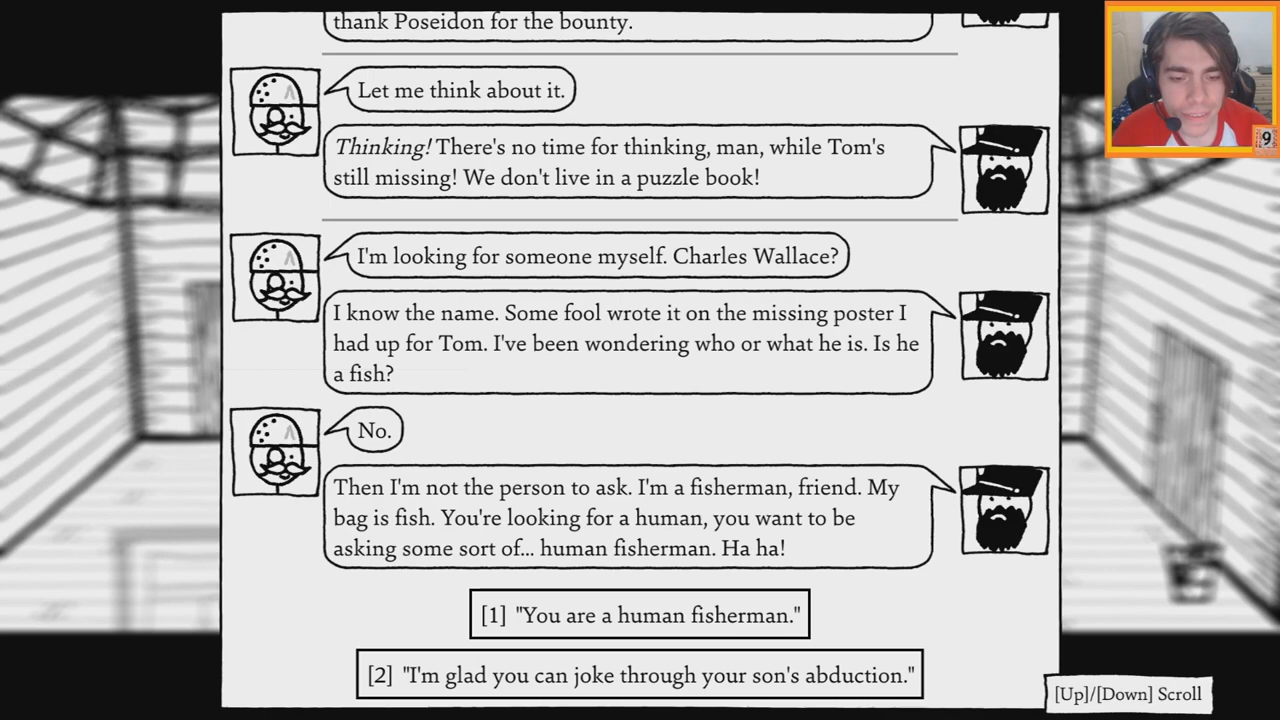 thank Poseidon for the bounty.
Let me think about it.
Thinking! There's no time for thinking, man, while Tom's
still missing! We don't live in a puzzle book!
I'm looking for someone myself. Charles Wallace?
I know the name. Some fool wrote it on the missing poster I
had up for Tom. I've been wondering who or what he is. Is he
a fish?
No.
Then I'm not the person to ask. I'm a fisherman, friend. My
bag is fish. You're looking for a human, you want to be
asking some sort of... human fisherman. Ha ha!
[1] "You are a human fisherman."
[2] "I'm glad you can joke through your son's abduction."
[Up]/[Down] Scroll
9